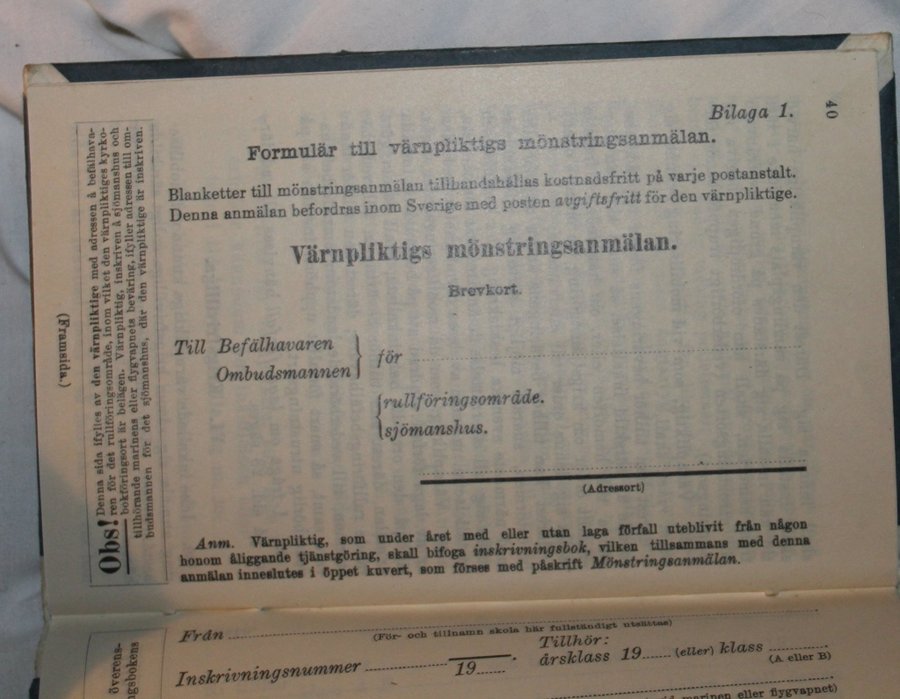 Bilaga 1.
40
Formulär till värnpliktigs mönstringsanmälan.
Blanketter till mönstringsanmälan tillhandahållas kostnadsfritt på varje postanstalt.
Denna anmälan befordras inom Sverige med posten avgiftsfritt för den värnpliktige.
Värnpliktigs mönstringsanmälan.
Brevkort.
Till Befälhavaren
Ombudsmannen
för
rullföringsområde.
sjömanshus.
(Adressort)
Anm. Värnpliktig, som under året med eller utan laga förfall uteblivit från någon
honom åliggande tjänstgöring, skall bifoga inskrivningsbok, vilken tillsammans med denna
anmälan inneslutes i öppet kuvert, som förses med påskrift Mönstringsanmälan.
(Framsida.)
Obs! Denna sida ifylles av den värnpliktige med adressen å befälhava-
ren för det rullföringsområde, inom vilket den värnpliktiges kyrko-
bokföringsort är belägen. Värnpliktig, inskriven å sjömanshus och
tillhörande marinens eller flygvapnets beväring, ifyller adressen till om-
budsmannen för det sjömanshus, där den värnpliktige är inskriven.
Från
(För- och tillnamn skola här fullständigt utsättas)
Tillhör:
Inskrivningsnummer 19 . årsklass 19 (eller) klass
(A eller B)
marinen eller flygvapnet)
överens-
ngsbokens